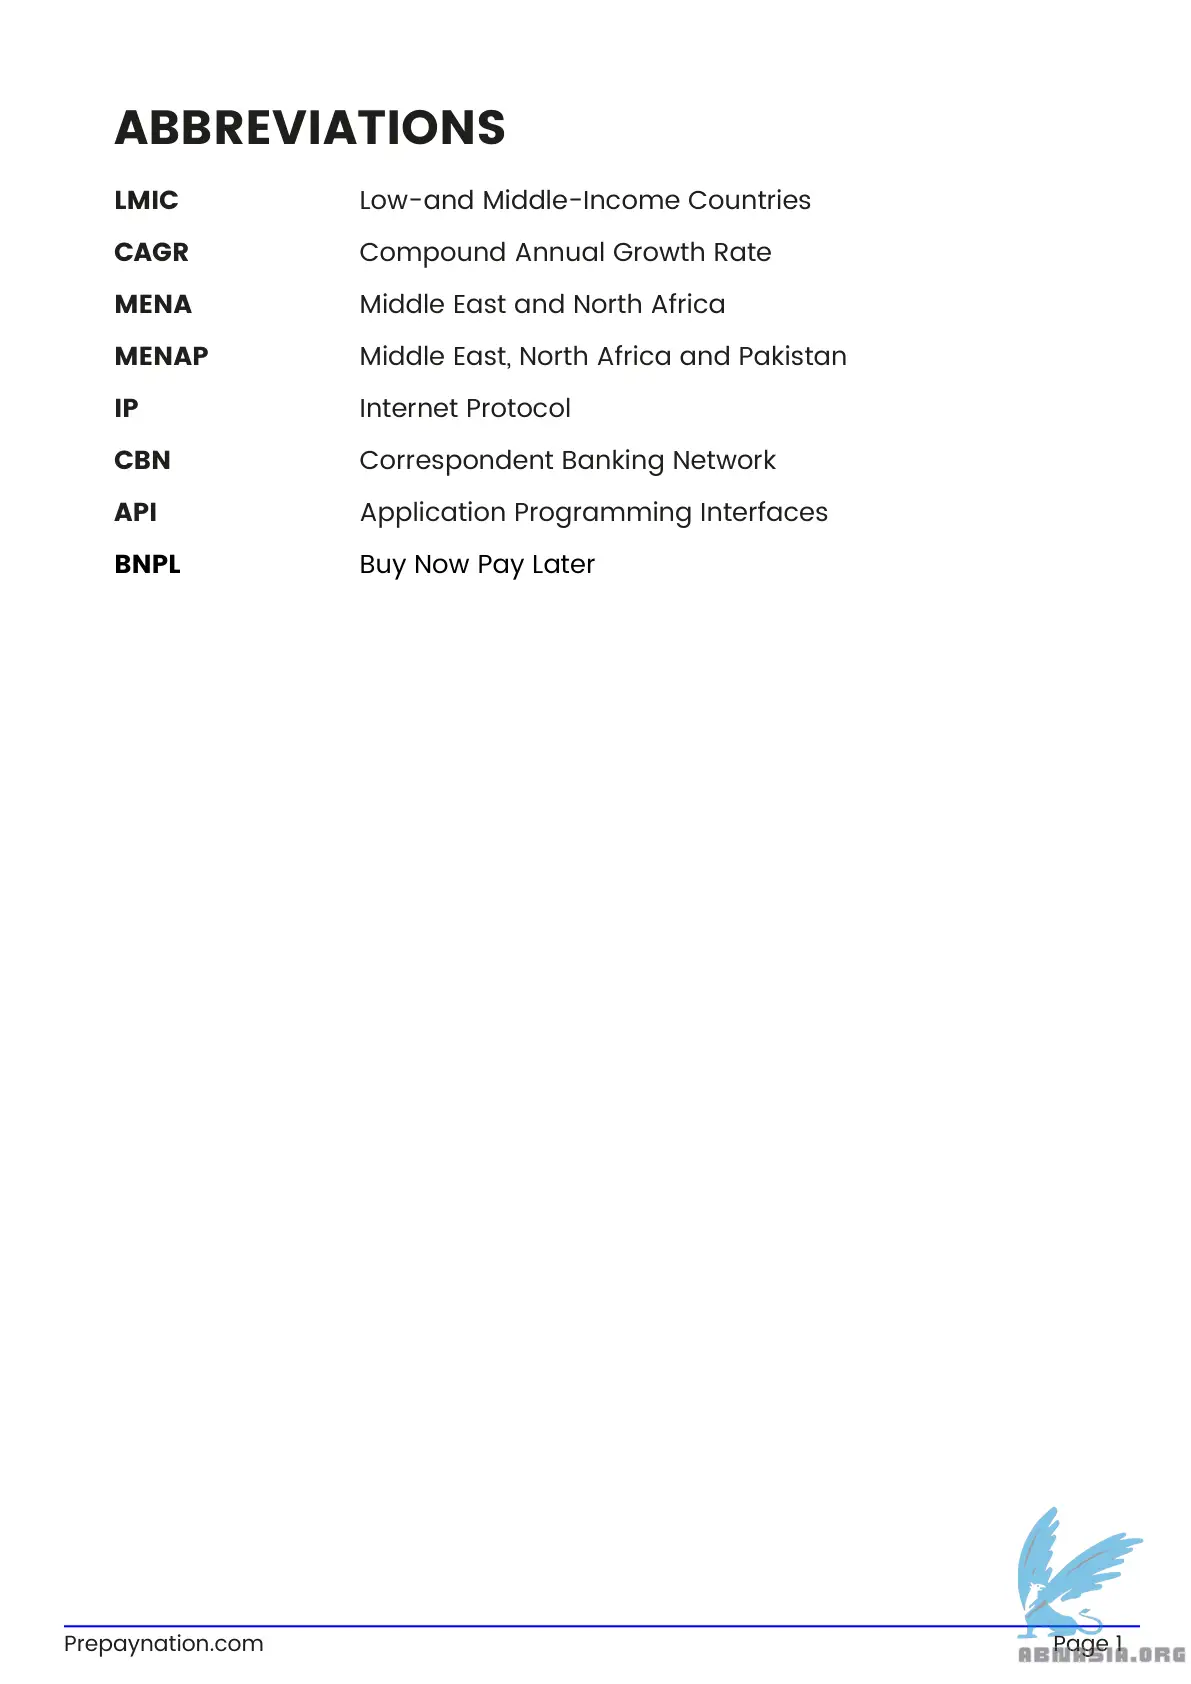 ABBREVIATIONS
LMIC Low-and Middle-Income Countries
CAGR Compound Annual Growth Rate
MENA Middle East and North Africa
MENAP Middle East, North Africa and Pakistan
IP Internet Protocol
CBN Correspondent Banking Network
API Application Programming Interfaces
BNPL Buy Now Pay Later
Prepaynation.com Page 1
ABNASIA.ORG